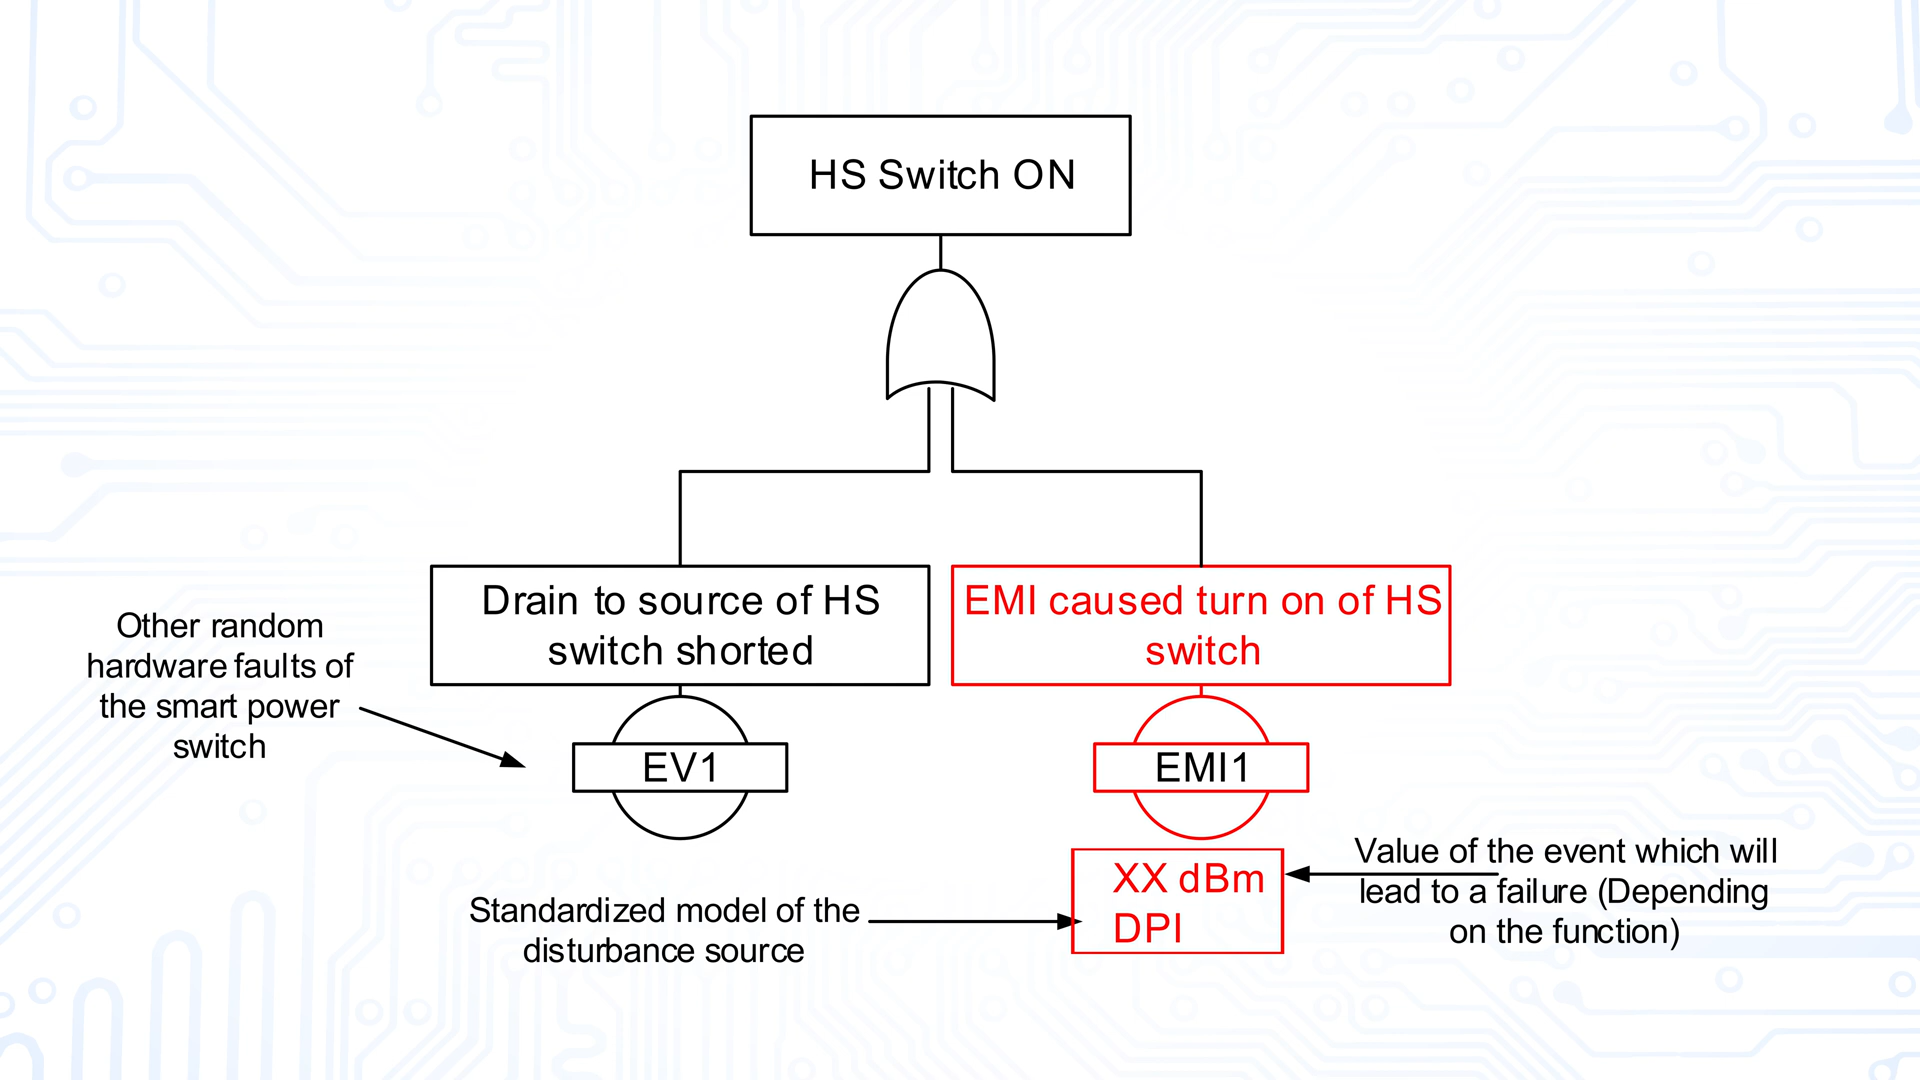 HS Switch ON
Drain to source of HS
switch shorted
EMI caused turn on of HS
switch
Other random
hardware faults of
the smart power
switch
EV1
EMI1
XX dBm
DPI
Standardized model of the
disturbance source
Value of the event which will
lead to a failure (Depending
on the function)